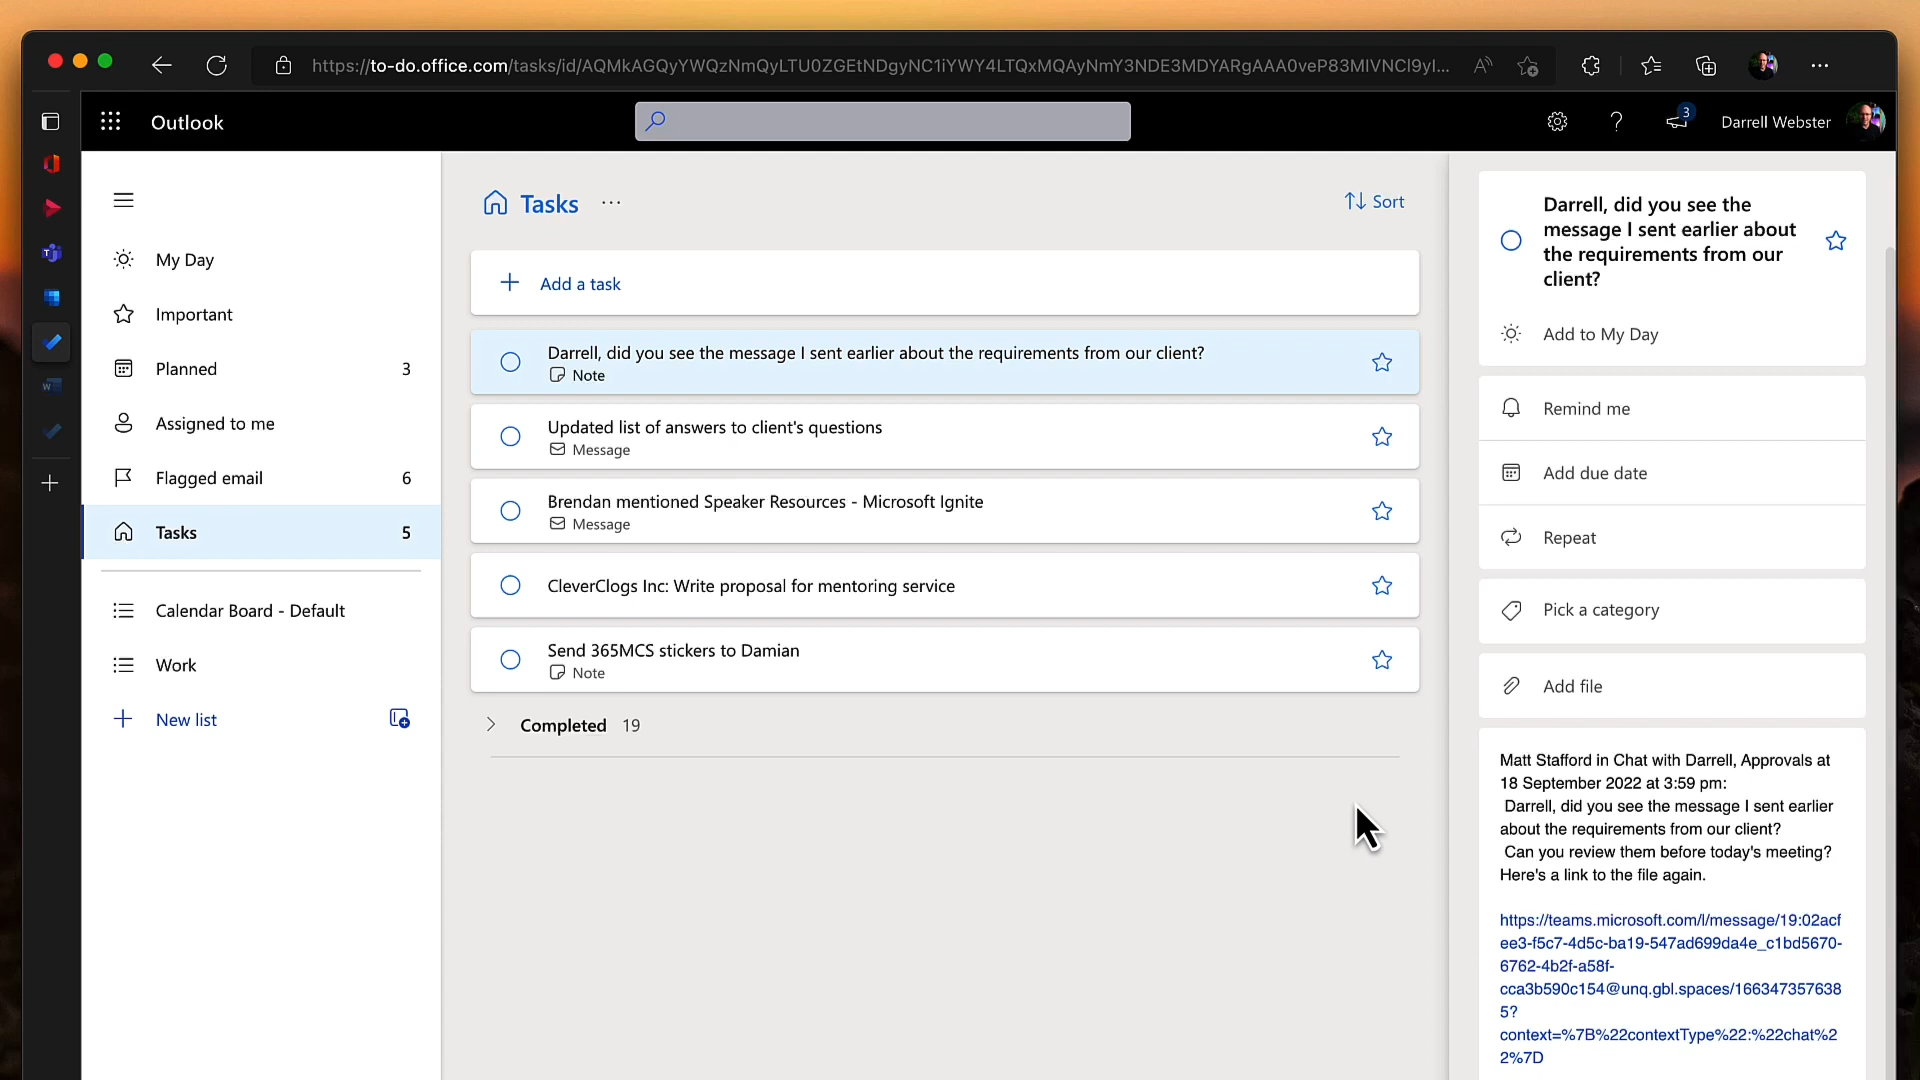 https://to-do.office.com/tasks/id/AQMkAGQyYWQzNmQyLTU0ZGEtNDgyNC1iYWY4LTQxMQAyNmY3NDE3MDYARgAAA0veP83MIVNCl9yI...
Outlook
3
Darrell Webster
My Day
Important
Planned 3
Assigned to me
Flagged email 6
Tasks 5
Calendar Board - Default
Work
New list
Tasks ...
Sort
Add a task
Darrell, did you see the message I sent earlier about the requirements from our client?
Note
Updated list of answers to client's questions
Message
Brendan mentioned Speaker Resources - Microsoft Ignite
Message
CleverClogs Inc: Write proposal for mentoring service
Send 365MCS stickers to Damian
Note
Completed 19
Darrell, did you see the
message I sent earlier about
the requirements from our
client?
Add to My Day
Remind me
Add due date
Repeat
Pick a category
Add file
Matt Stafford in Chat with Darrell, Approvals at
18 September 2022 at 3:59 pm:
Darrell, did you see the message I sent earlier
about the requirements from our client?
Can you review them before today's meeting?
Here's a link to the file again.
https://teams.microsoft.com/l/message/19:02acf
ee3-f5c7-4d5c-ba19-547ad699da4e_c1bd5670-
6762-4b2f-a58f-
cca3b590c154@unq.gbl.spaces/166347357638
5?
context=%7B%22contextType%22:%22chat%2
2%7D